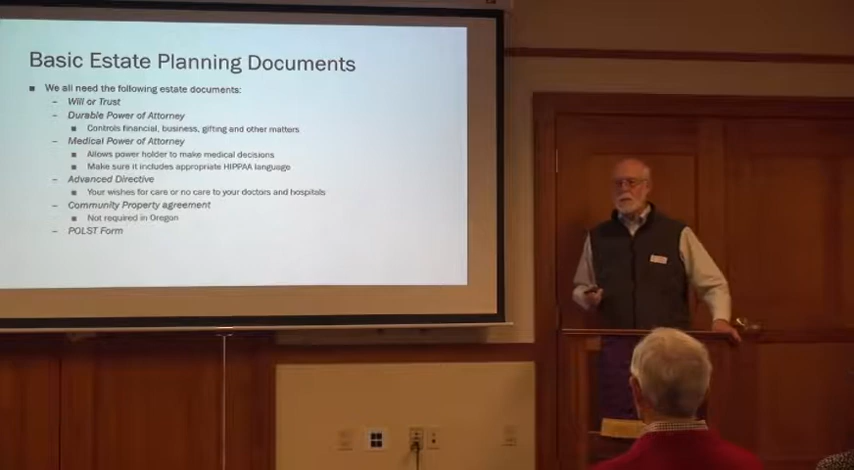 Basic Estate Planning Documents
■ We all need the following estate documents:
– Will or Trust
– Durable Power of Attorney
■ Controls financial, business, gifting and other matters
– Medical Power of Attorney
■ Allows power holder to make medical decisions
■ Make sure it includes appropriate HIPPAA language
– Advanced Directive
■ Your wishes for care or no care to your doctors and hospitals
– Community Property agreement
■ Not required in Oregon
– POLST Form